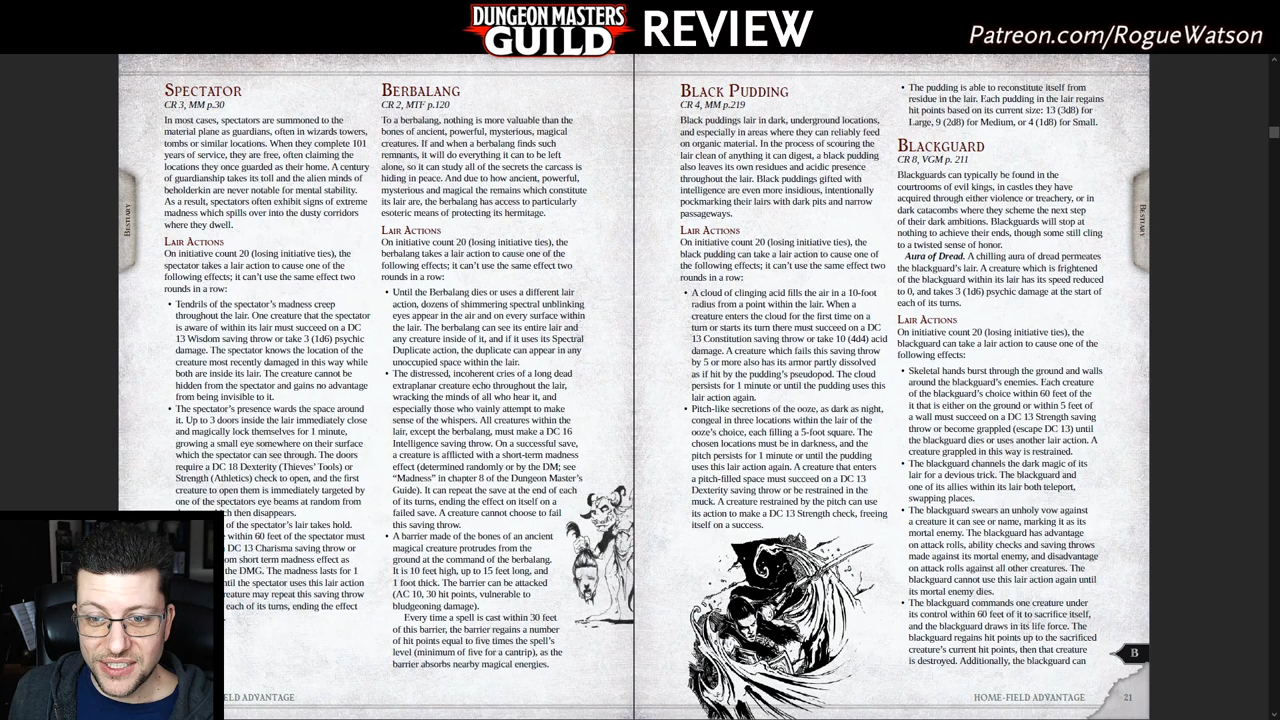 DUNGEON MASTERS
GUILD
REVIEW
Patreon.com/RogueWatson
SPECTATOR
CR 3, MM p.30
In most cases, spectators are summoned to the
material plane as guardians, often in wizards towers,
tombs or similar locations. When they complete 101
years of service, they are free, often claiming the
locations they once guarded as their home. A century
of guardianship takes its toll and the alien minds of
beholderkin are never notable for mental stability.
As a result, spectators often exhibit signs of extreme
madness which spills over into the dusty corridors
where they dwell.
LAIR ACTIONS
On initiative count 20 (losing initiative ties), the
spectator takes a lair action to cause one of the
following effects; it can't use the same effect two
rounds in a row:
• Tendrils of the spectator's madness creep
throughout the lair. One creature that the spectator
is aware of within its lair must succeed on a DC
13 Wisdom saving throw or take 3 (1d6) psychic
damage. The spectator knows the location of the
creature most recently damaged in this way while
both are inside its lair. The creature cannot be
hidden from the spectator and gains no advantage
from being invisible to it.
• The spectator's presence wards the space around
it. Up to 3 doors inside the lair immediately close
and magically lock themselves for 1 minute,
growing a small eye somewhere on their surface
which the spectator can see through. The doors
require a DC 18 Dexterity (Thieves' Tools) or
Strength (Athletics) check to open, and the first
creature to open them is immediately targeted by
one of the spectators eye beams at random from
then disappears.
of the spectator's lair takes hold.
within 60 feet of the spectator must
DC 13 Charisma saving throw or
short term madness effect as
the DMG. The madness lasts for 1
until the spectator uses this lair action
creature may repeat this saving throw
each of its turns, ending the effect
BERBALANG
CR 2, MTF p.120
To a berbalang, nothing is more valuable than the
bones of ancient, powerful, mysterious, magical
creatures. If and when a berbalang finds such
remnants, it will do everything it can to be left
alone, so it can study all of the secrets the carcass is
hiding in peace. And due to how ancient, powerful,
mysterious and magical the remains which constitute
its lair are, the berbalang has access to particularly
esoteric means of protecting its hermitage.
LAIR ACTIONS
On initiative count 20 (losing initiative ties), the
berbalang takes a lair action to cause one of the
following effects; it can't use the same effect two
rounds in a row:
• Until the Berbalang dies or uses a different lair
action, dozens of shimmering spectral unblinking
eyes appear in the air and on every surface within
the lair. The berbalang can see its entire lair and
any creature inside of it, and if it uses its Spectral
Duplicate action, the duplicate can appear in any
unoccupied space within the lair.
• The distressed, incoherent cries of a long dead
extraplanar creature echo throughout the lair,
wracking the minds of all who hear it, and
especially those who vainly attempt to make
sense of the whispers. All creatures within the
lair, except the berbalang, must make a DC 16
Intelligence saving throw. On a successful save,
a creature is afflicted with a short-term madness
effect (determined randomly or by the DM; see
“Madness” in chapter 8 of the Dungeon Master's
Guide). It can repeat the save at the end of each
of its turns, ending the effect on itself on a
failed save. A creature cannot choose to fail
this saving throw.
• A barrier made of the bones of an ancient
magical creature protrudes from the
ground at the command of the berbalang.
It is 10 feet high, up to 15 feet long, and
1 foot thick. The barrier can be attacked
(AC 10, 30 hit points, vulnerable to
bludgeoning damage).
Every time a spell is cast within 30 feet
of this barrier, the barrier regains a number
of hit points equal to five times the spell's
level (minimum of five for a cantrip), as the
barrier absorbs nearby magical energies.
BLACK PUDDING
CR 4, MM p.219
Black puddings lair in dark, underground locations,
and especially in areas where they can reliably feed
on organic material. In the process of scouring the
lair clean of anything it can digest, a black pudding
also leaves its own residues and acidic presence
throughout the lair. Black puddings gifted with
intelligence are even more insidious, intentionally
pockmarking their lairs with dark pits and narrow
passageways.
LAIR ACTIONS
On initiative count 20 (losing initiative ties), the
black pudding can take a lair action to cause one of
the following effects; it can't use the same effect two
rounds in a row:
• A cloud of clinging acid fills the air in a 10-foot
radius from a point within the lair. When a
creature enters the cloud for the first time on a
turn or starts its turn there must succeed on a DC
13 Constitution saving throw or take 10 (4d4) acid
damage. A creature which fails this saving throw
by 5 or more also has its armor partly dissolved
as if hit by the pudding's pseudopod. The cloud
persists for 1 minute or until the pudding uses this
lair action again.
• Pitch-like secretions of the ooze, as dark as night,
congeal in three locations within the lair of the
ooze's choice, each filling a 5-foot square. The
chosen locations must be in darkness, and the
pitch persists for 1 minute or until the pudding
uses this lair action again. A creature that enters
a pitch-filled space must succeed on a DC 13
Dexterity saving throw or be restrained in the
muck. A creature restrained by the pitch can use
its action to make a DC 13 Strength check, freeing
itself on a success.
• The pudding is able to reconstitute itself from
residue in the lair. Each pudding in the lair regains
hit points based on its current size: 13 (3d8) for
Large, 9 (2d8) for Medium, or 4 (1d8) for Small.
BLACKGUARD
CR 8, VGM p. 211
Blackguards can typically be found in the
courtrooms of evil kings, in castles they have
acquired through either violence or treachery, or in
dark catacombs where they scheme the next step
of their dark ambitions. Blackguards will stop at
nothing to achieve their ends, though some still cling
to a twisted sense of honor.
Aura of Dread. A chilling aura of dread permeates
the blackguard's lair. A creature which is frightened
of the blackguard within its lair has its speed reduced
to 0, and takes 3 (1d6) psychic damage at the start of
each of its turns.
LAIR ACTIONS
On initiative count 20 (losing initiative ties), the
blackguard can take a lair action to cause one of the
following effects:
• Skeletal hands burst through the ground and walls
around the blackguard's enemies. Each creature
of the blackguard's choice within 60 feet of the
it that is either on the ground or within 5 feet of
a wall must succeed on a DC 13 Strength saving
throw or become grappled (escape DC 13) until
the blackguard dies or uses another lair action. A
creature grappled in this way is restrained.
• The blackguard channels the dark magic of its
lair for a devious trick. The blackguard and
one of its allies within its lair both teleport,
swapping places.
• The blackguard swears an unholy vow against
a creature it can see or name, marking it as its
mortal enemy. The blackguard has advantage
on attack rolls, ability checks and saving throws
made against its mortal enemy, and disadvantage
on attack rolls against all other creatures. The
blackguard cannot use this lair action again until
its mortal enemy dies.
• The blackguard commands one creature under
its control within 60 feet of it to sacrifice itself,
and the blackguard draws in its life force. The
blackguard regains hit points up to the sacrificed
creature's current hit points, then that creature
is destroyed. Additionally, the blackguard can
BESTIARY
BESTIARY
B
ELD ADVANTAGE
HOME-FIELD ADVANTAGE
21